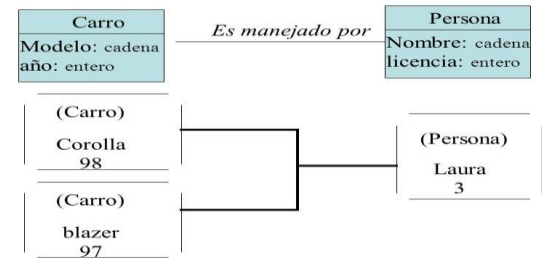 Carro
Modelo: cadena
año: entero
Es manejado por
Persona
Nombre: cadena
licencia: entero
(Carro)
Corolla
98
(Persona)
Laura
3
(Carro)
blazer
97